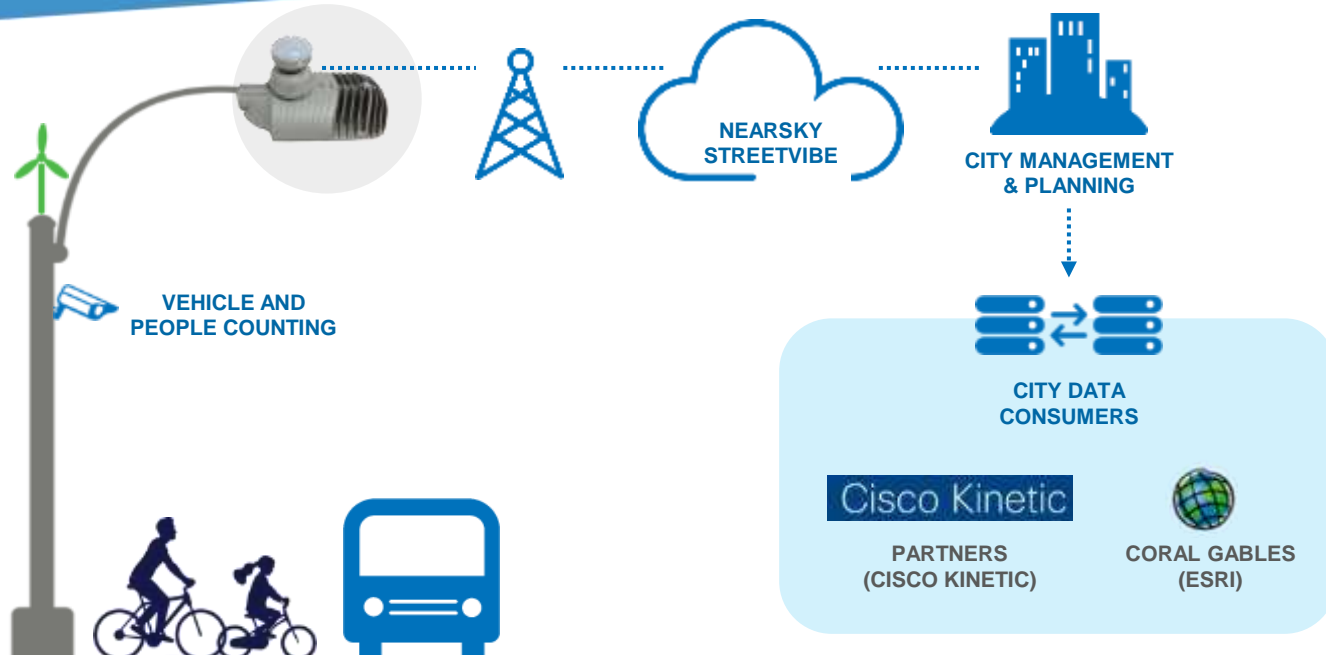 NEARSKY
STREETVIBE
CITY MANAGEMENT
& PLANNING
VEHICLE AND
PEOPLE COUNTING
CITY DATA
CONSUMERS
Cisco Kinetic
PARTNERS
(CISCO KINETIC)
CORAL GABLES
(ESRI)